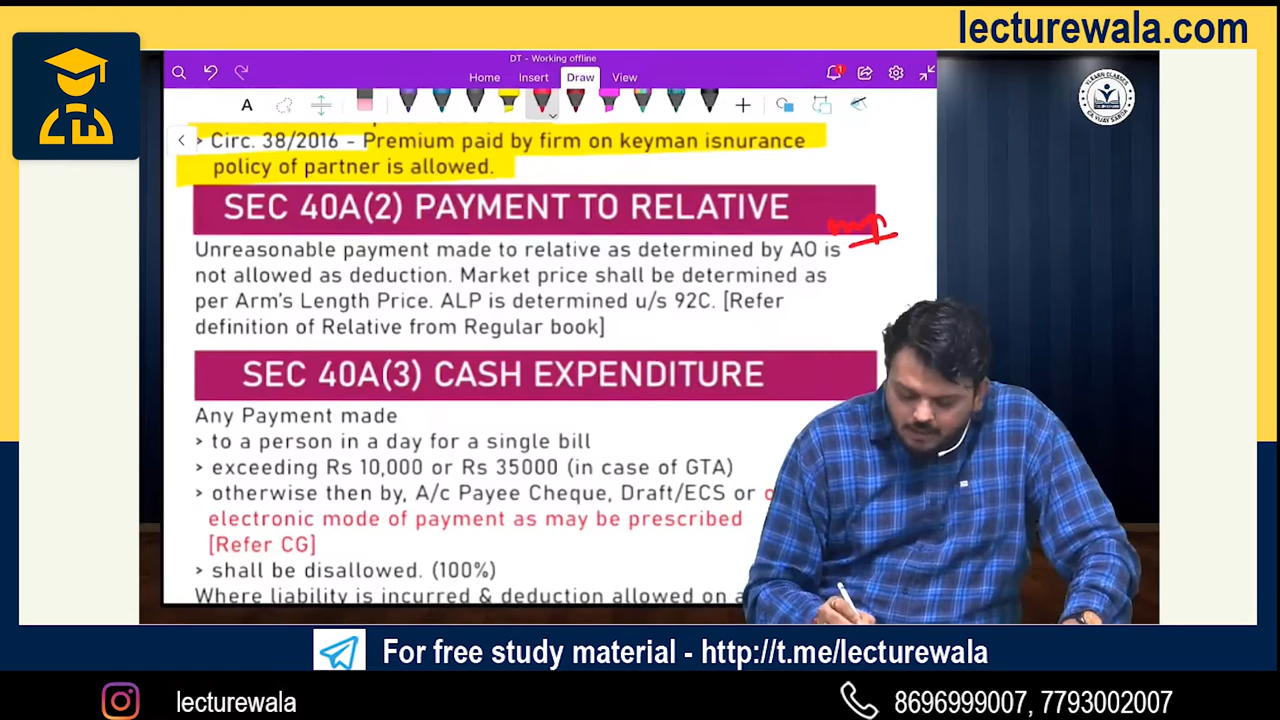 lecturewala.com
DT - Working offline
Home Insert Draw View
Circ. 38/2016 - Premium paid by firm on keyman isnurance
policy of partner is allowed.
SEC 40A(2) PAYMENT TO RELATIVE
Unreasonable payment made to relative as determined by AO is
not allowed as deduction. Market price shall be determined as
per Arm's Length Price. ALP is determined u/s 92C. [Refer
definition of Relative from Regular book]
SEC 40A(3) CASH EXPENDITURE
Any Payment made
> to a person in a day for a single bill
> exceeding Rs 10,000 or Rs 35000 (in case of GTA)
> otherwise then by, A/c Payee Cheque, Draft/ECS or
electronic mode of payment as may be prescribed
[Refer CG]
> shall be disallowed. (100%)
Where liability is incurred & deduction allowed on
For free study material - http://t.me/lecturewala
lecturewala
8696999007, 7793002007